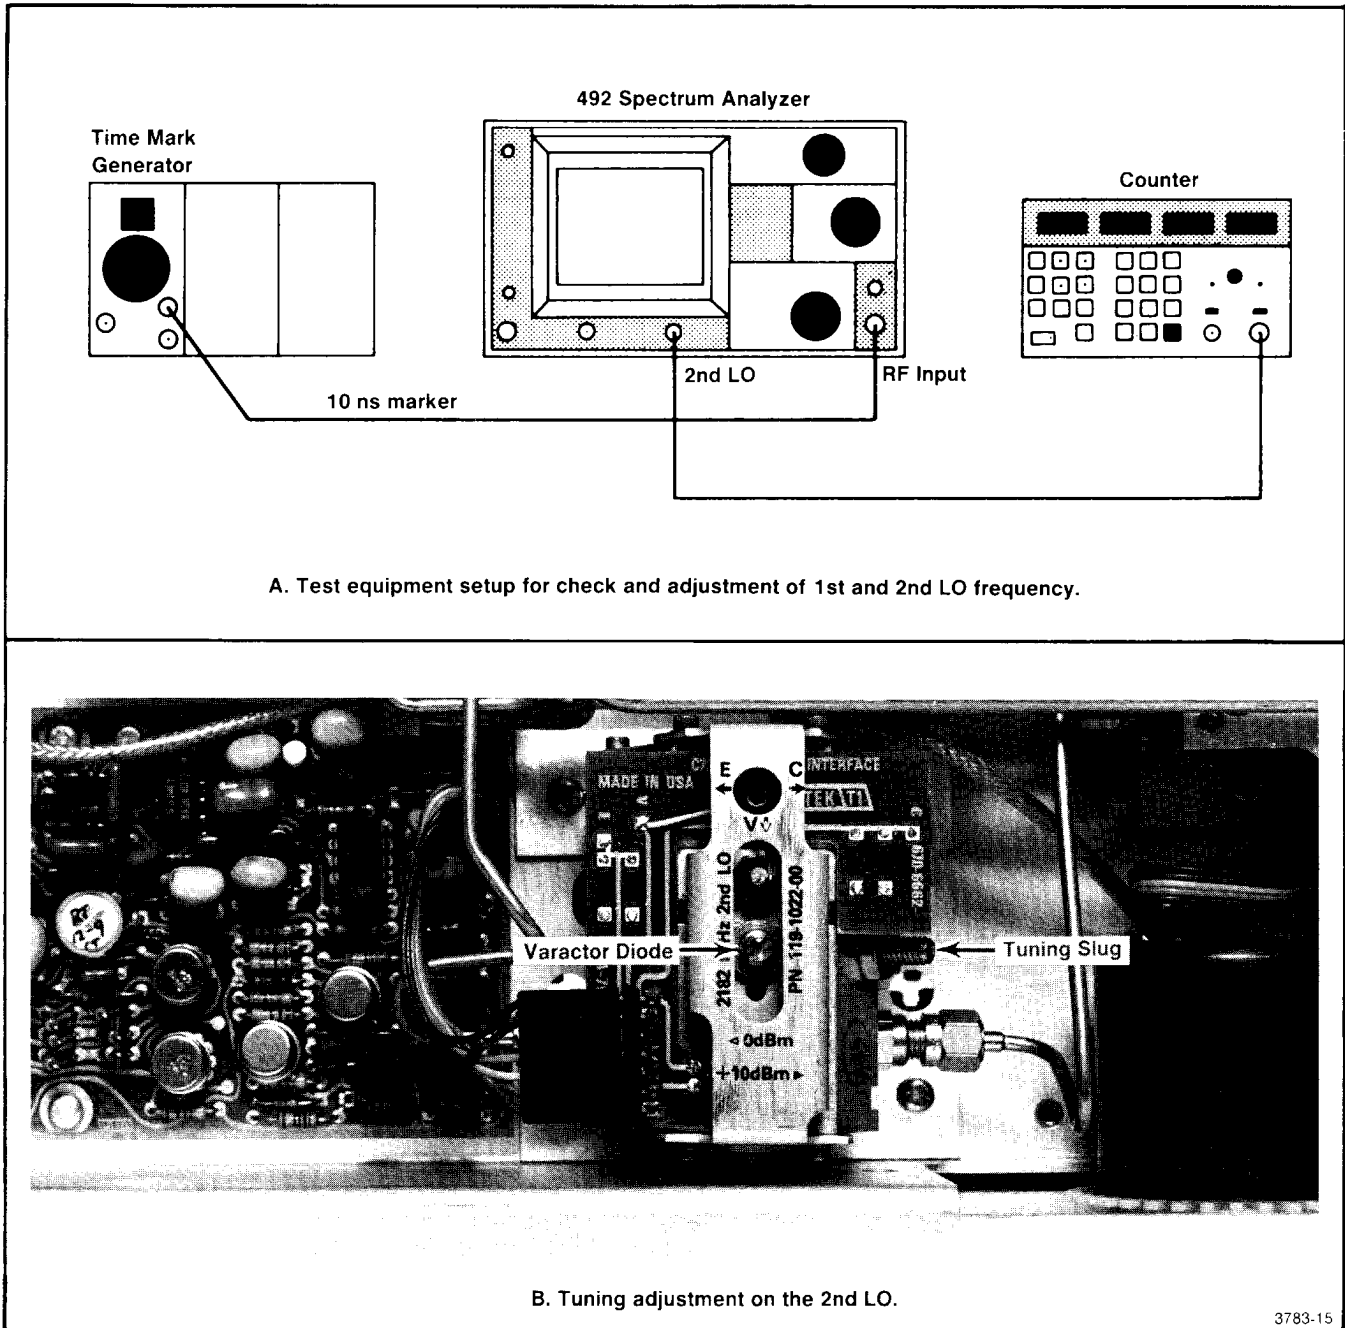 492 Spectrum Analyzer
Time Mark
Generator
Counter
2nd LO
RF Input
10 ns marker
A. Test equipment setup for check and adjustment of 1st and 2nd LO frequency.
MADE IN USA
INTERFACE
E
C
TEK
V
2182
Hz 2nd LO
PN 119-1022-00
Varactor Diode
Tuning Slug
0dBm
+10dBm
B. Tuning adjustment on the 2nd LO.
3783-15